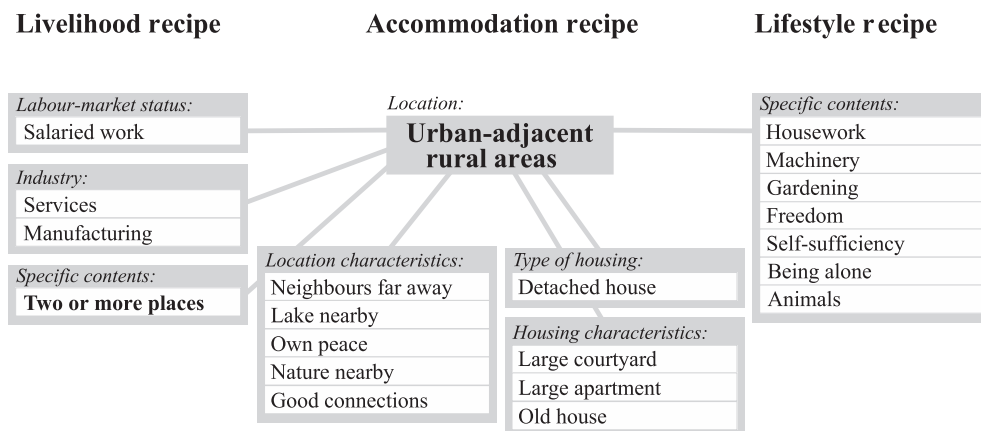 Livelihood recipe
Accommodation recipe
Lifestyle recipe
Labour-market status:
Salaried work
Industry:
Services
Manufacturing
Specific contents:
Two or more places
Location:
Urban-adjacent
rural areas
Location characteristics:
Neighbours far away
Lake nearby
Own peace
Nature nearby
Good connections
Type of housing:
Detached house
Housing characteristics:
Large courtyard
Large apartment
Old house
Specific contents:
Housework
Machinery
Gardening
Freedom
Self-sufficiency
Being alone
Animals